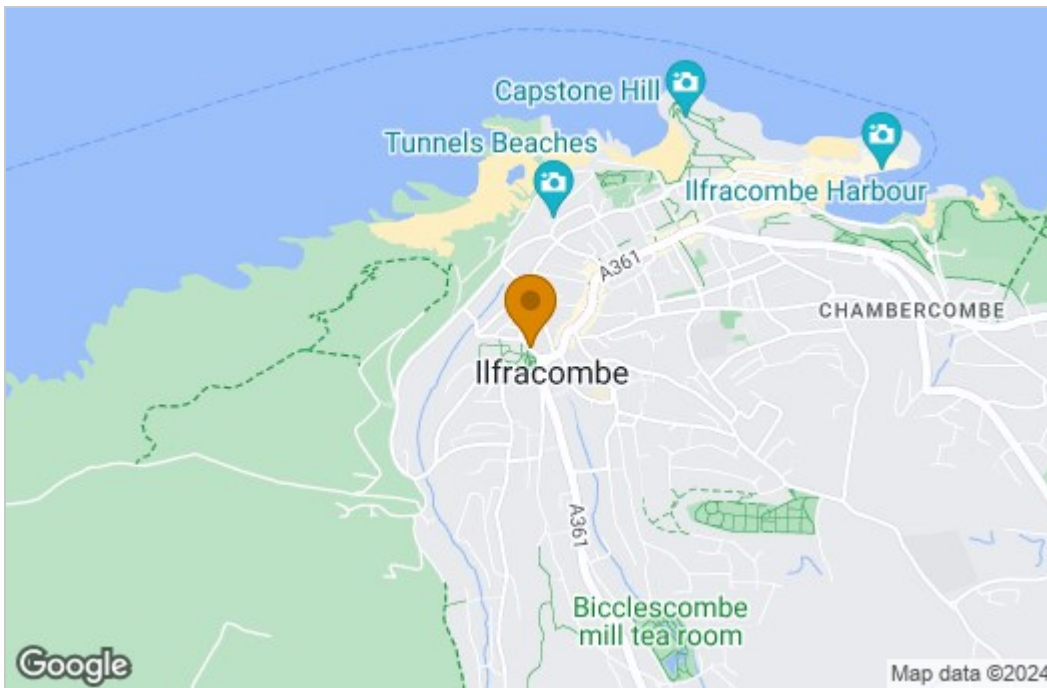 Capstone Hill
Tunnels Beaches
Ilfracombe Harbour
A361
CHAMBERCOMBE
Ilfracombe
A361
Bicclescombe
mill tea room
Google
Map data ©2024